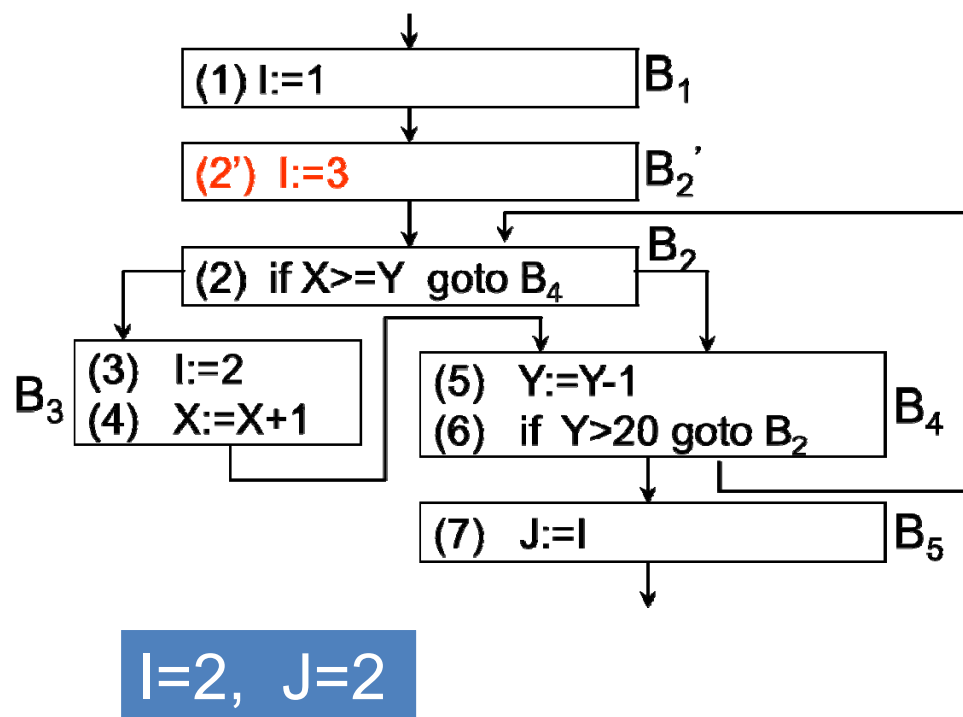 (1) I:=1
B₁
(2') I:=3
B₂'
(2) if X>=Y goto B₄
B₂
B₃
(3) I:=2
(4) X:=X+1
(5) Y:=Y-1
(6) if Y>20 goto B₂
B₄
(7) J:=I
B₅
I=2, J=2